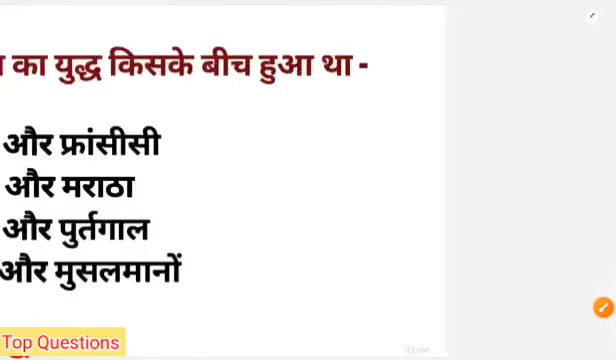 का युद्ध किसके बीच हुआ था -
और फ्रांसीसी
और मराठा
और पुर्तगाल
और मुसलमानों
Top Questions